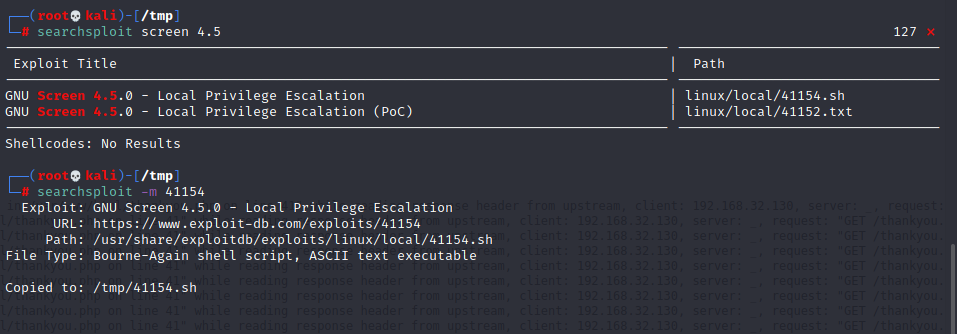 ┌──(root💀kali)-[/tmp]
└─# searchsploit screen 4.5 127 ⨯
Exploit Title | Path
GNU Screen 4.5.0 - Local Privilege Escalation | linux/local/41154.sh
GNU Screen 4.5.0 - Local Privilege Escalation (PoC) | linux/local/41152.txt
Shellcodes: No Results
┌──(root💀kali)-[/tmp]
└─# searchsploit -m 41154
Exploit: GNU Screen 4.5.0 - Local Privilege Escalation
URL: https://www.exploit-db.com/exploits/41154
Path: /usr/share/exploitdb/exploits/linux/local/41154.sh
File Type: Bourne-Again shell script, ASCII text executable
Copied to: /tmp/41154.sh